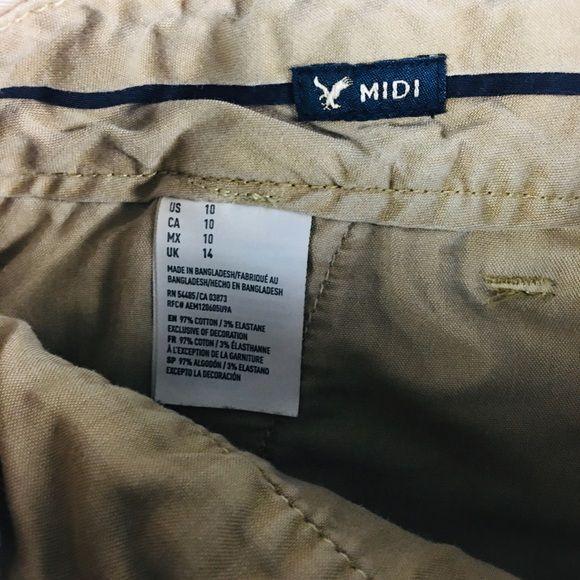 MIDI
US 10
CA 10
MX 10
UK 14
MADE IN BANGLADESH/FABRIQUÉ AU
BANGLADESH/HECHO EN BANGLADESH
RN 54485/CA 03873
RFC# AEM120605U9A
EN 97% COTTON / 3% ELASTANE
EXCLUSIVE OF DECORATION
FR 97% COTON / 3% ÉLASTHANNE
À L'EXCEPTION DE LA GARNITURE
SP 97% ALGODÓN / 3% ELASTANO
EXCEPTO LA DECORACIÓN